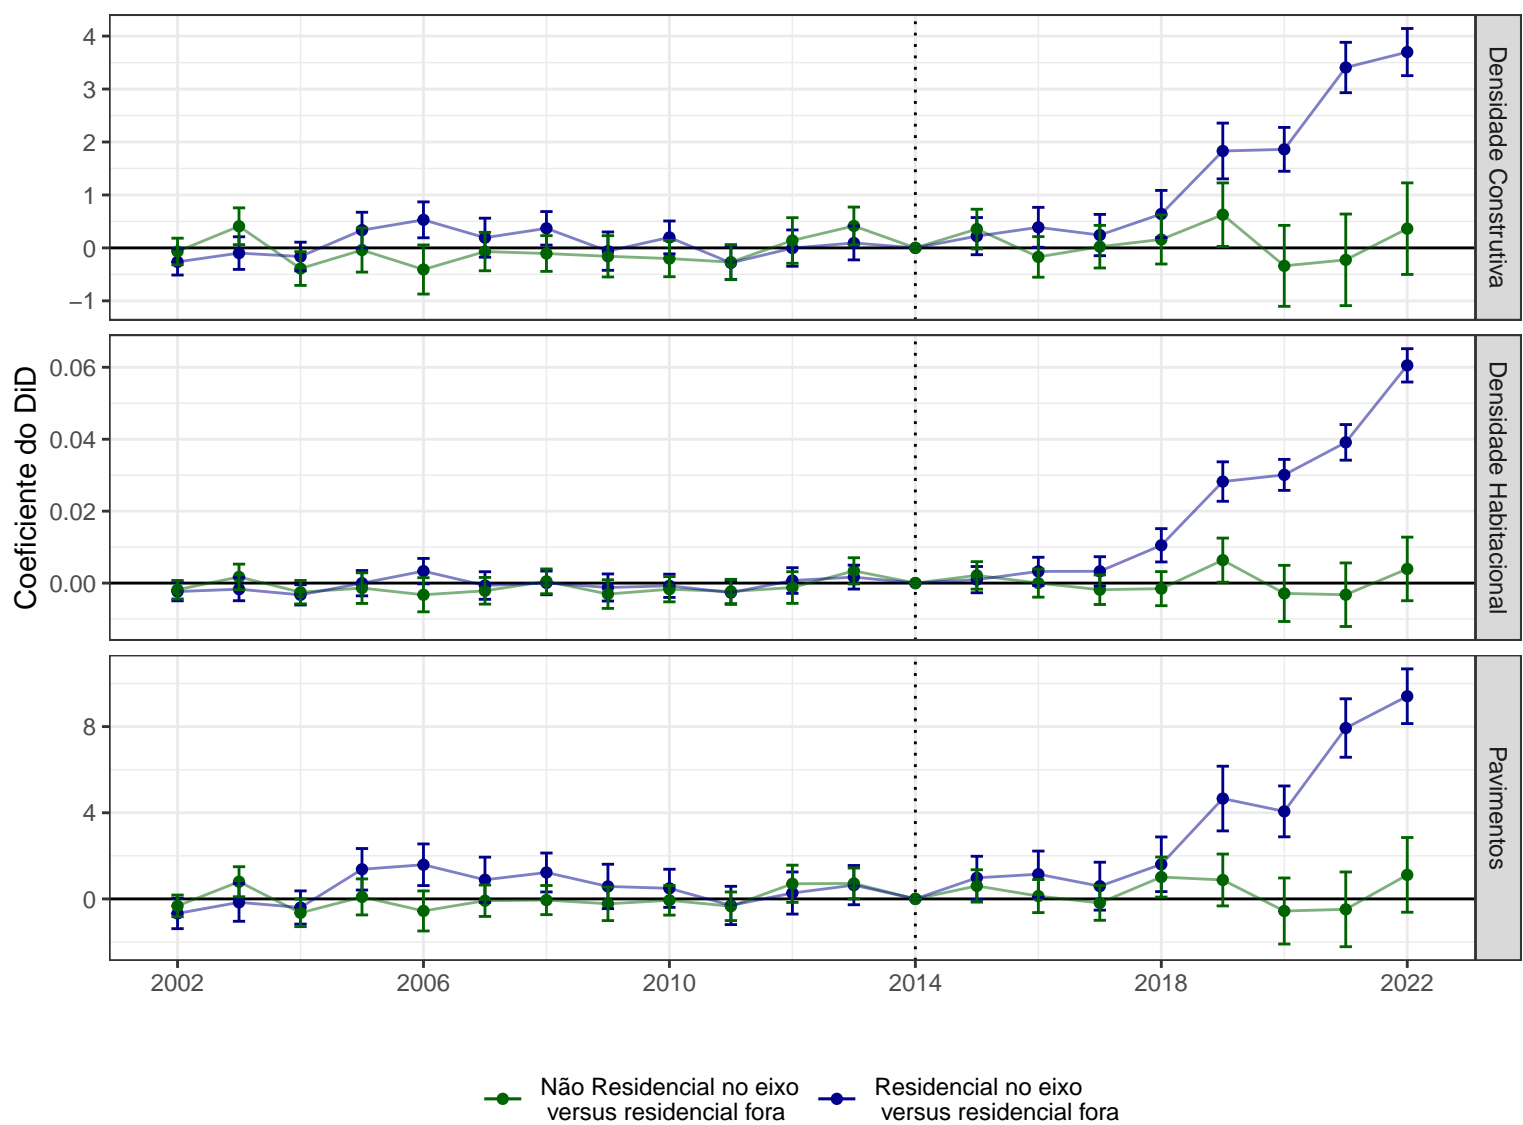 4
3
2
1
0
−1
Densidade Construtiva
Coeficiente do DiD
0.06
0.04
0.02
0.00
Densidade Habitacional
8
4
0
Pavimentos
2002 2006 2010 2014 2018 2022
Não Residencial no eixo
versus residencial fora
Residencial no eixo
versus residencial fora